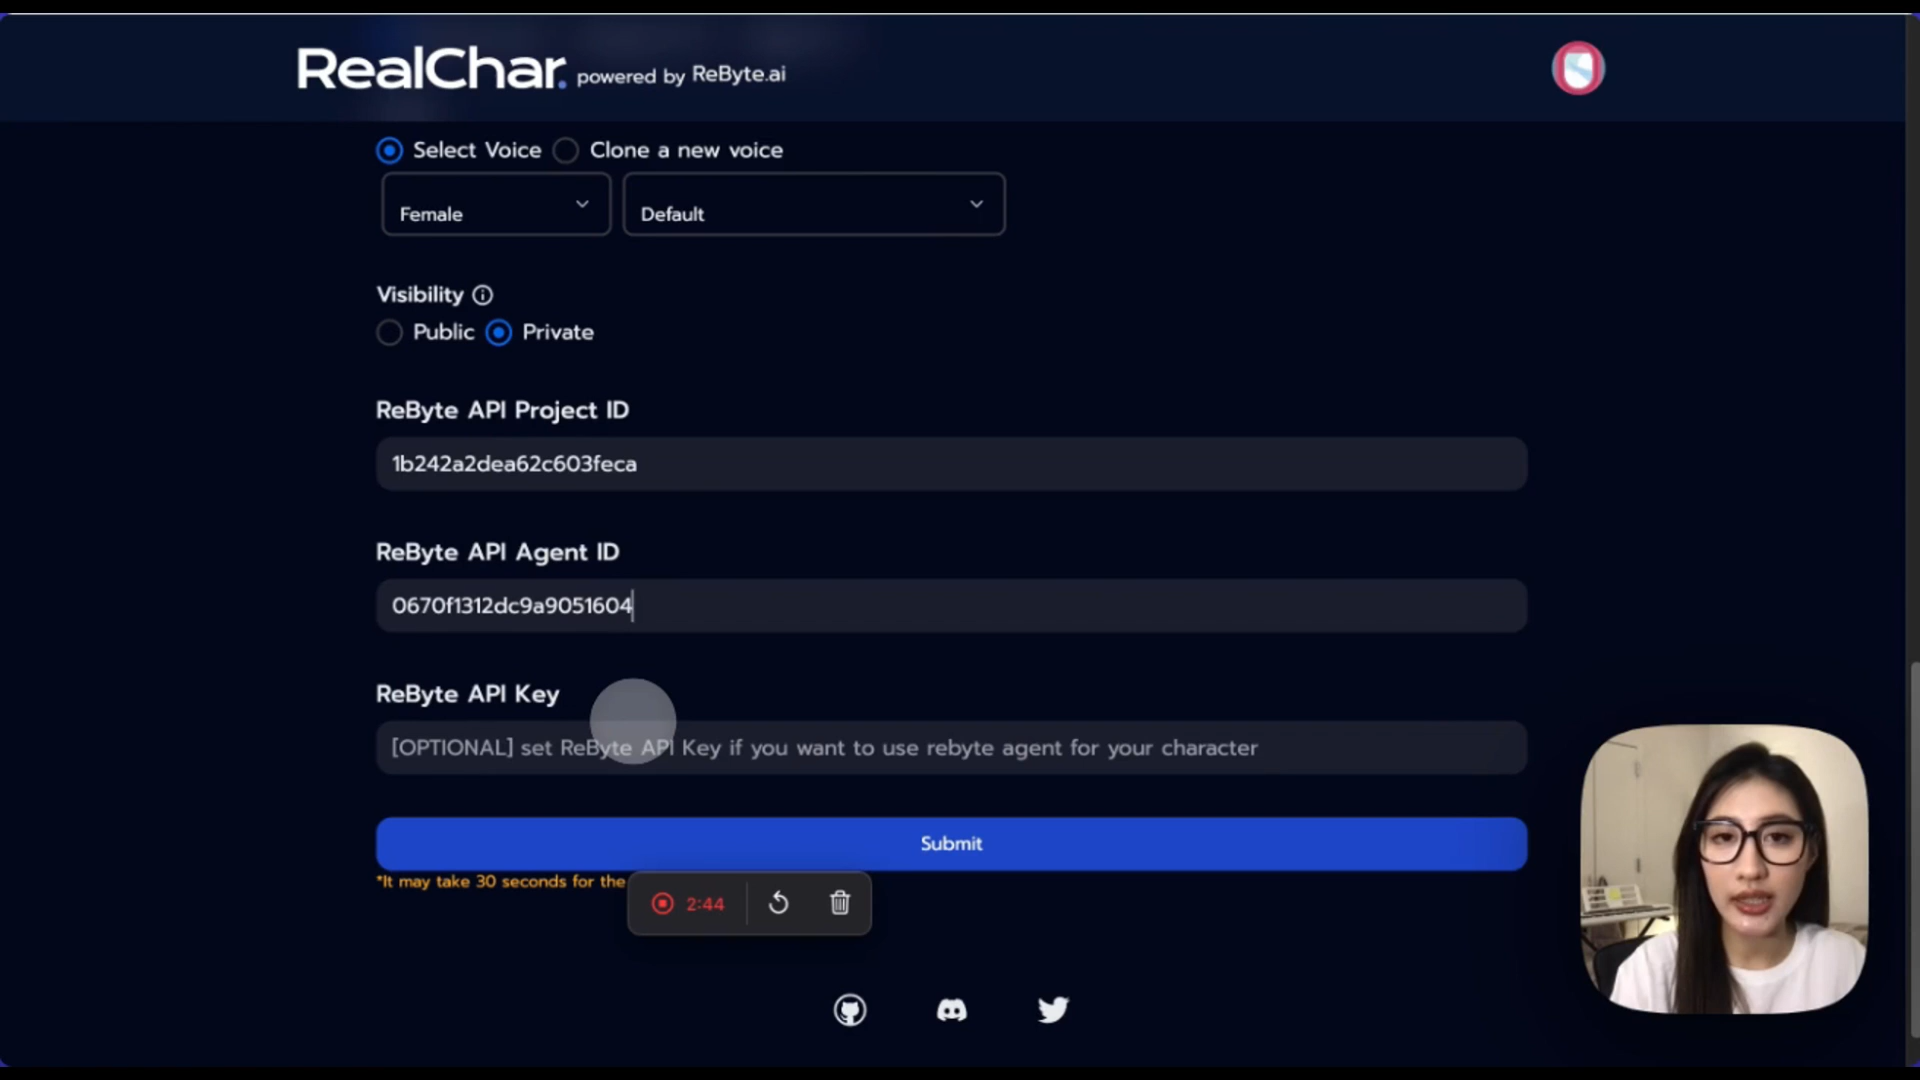 RealChar. powered by ReByte.ai
Select Voice Clone a new voice
Female Default
Visibility
Public Private
ReByte API Project ID
1b242a2dea62c603feca
ReByte API Agent ID
0670f1312dc9a9051604
ReByte API Key
[OPTIONAL] set ReByte API Key if you want to use rebyte agent for your character
Submit
*It may take 30 seconds for the
2:44